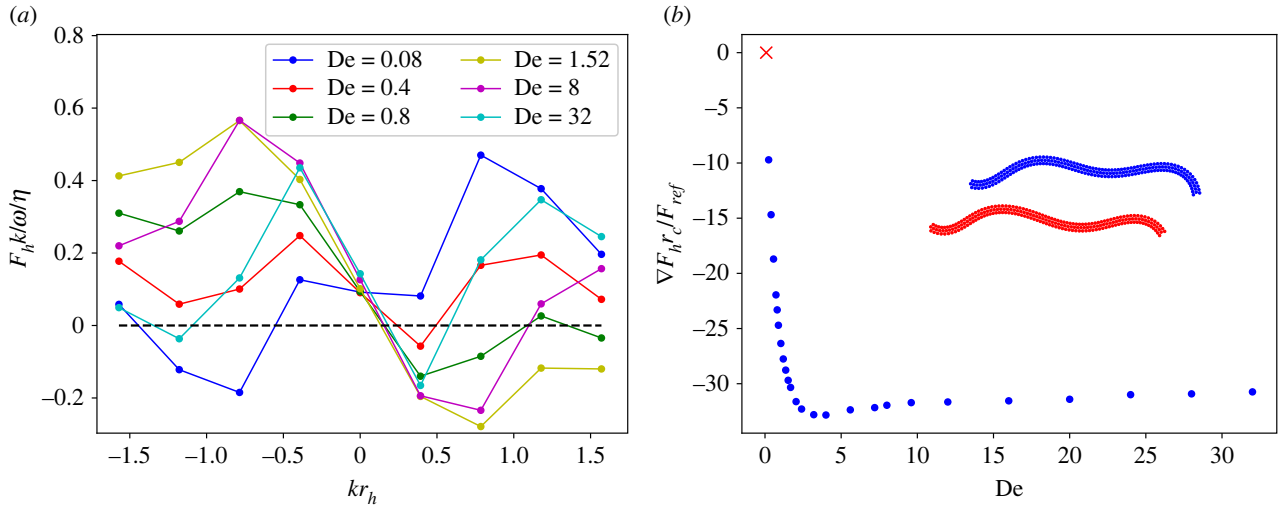 (a)
0.8
0.6
0.4
0.2
0
–0.2
F_h k/ω/η
De = 0.08
De = 0.4
De = 0.8
De = 1.52
De = 8
De = 32
–1.5
–1.0
–0.5
0
0.5
1.0
1.5
kr_h
(b)
0
–5
–10
–15
–20
–25
–30
∇F_h r_c/F_ref
0
5
10
15
20
25
30
De